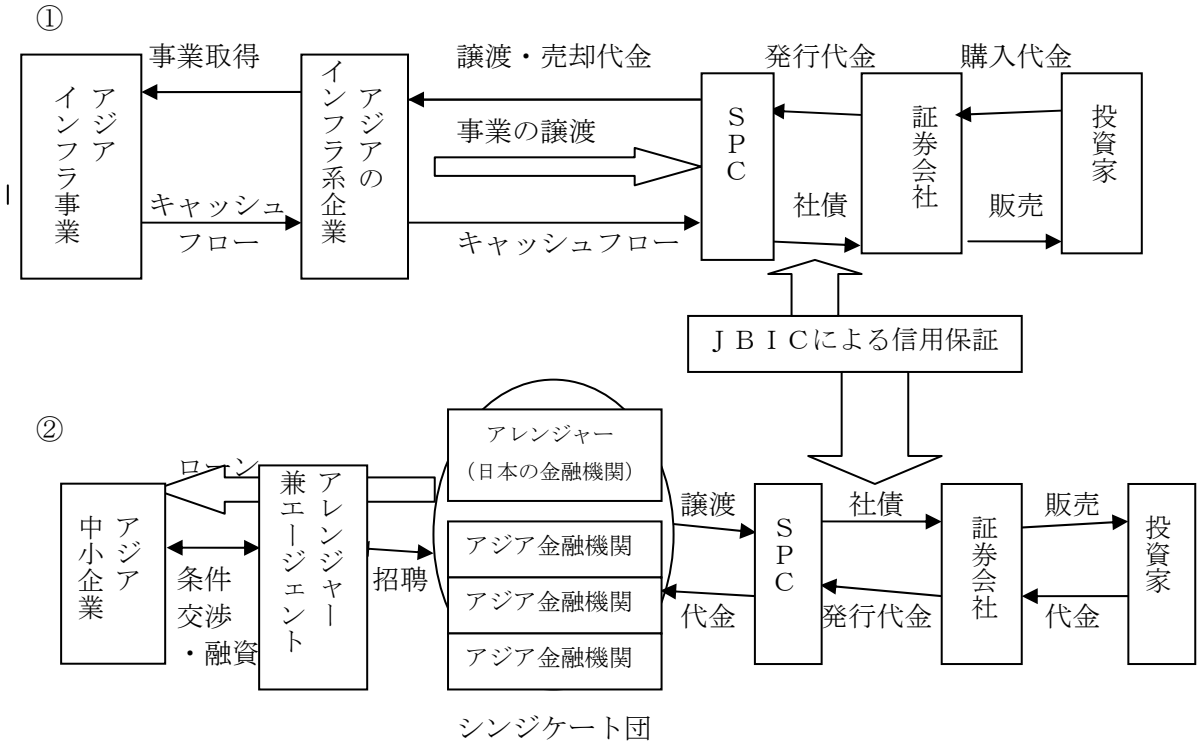 ①
事業取得
譲渡・売却代金
発行代金
購入代金
アジア
インフラ事業
アジアの
インフラ系企業
事業の譲渡
ＳＰＣ
証券会社
投資家
キャッシュ
フロー
キャッシュフロー
社債
販売
ＪＢＩＣによる信用保証
②
ローン
アジア
中小企業
条件
交渉
・融資
アレンジャー
兼エージェント
招聘
アレンジャー
（日本の金融機関）
アジア金融機関
アジア金融機関
アジア金融機関
シンジケート団
譲渡
代金
ＳＰＣ
社債
発行代金
証券会社
販売
代金
投資家